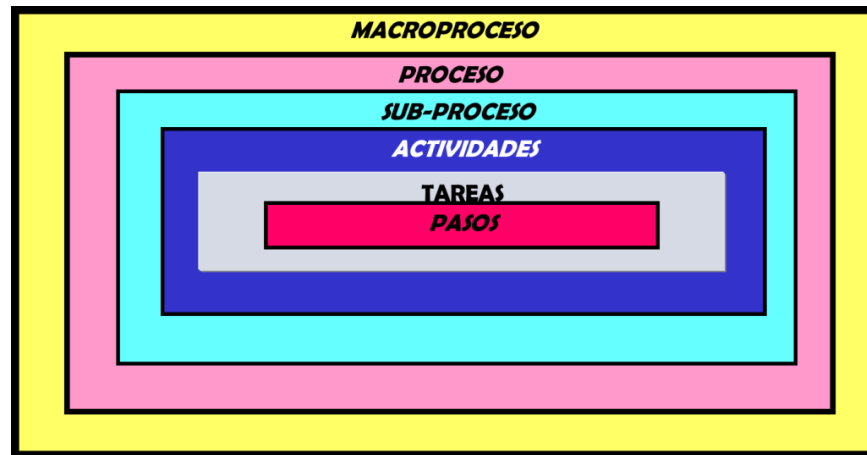 MACROPROCESO
PROCESO
SUB-PROCESO
ACTIVIDADES
TAREAS
PASOS